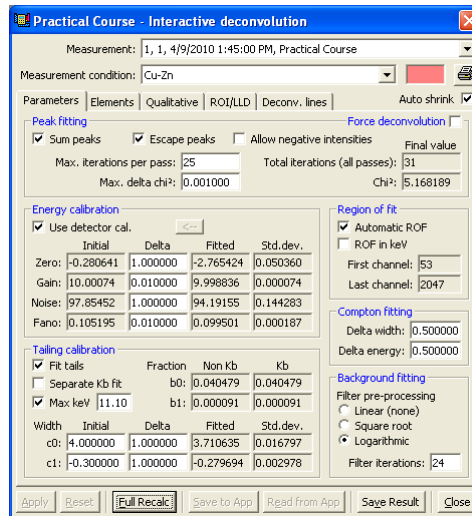 Practical Course - Interactive deconvolution
Measurement: 1, 1, 4/9/2010 1:45:00 PM, Practical Course
Measurement condition: Cu-Zn
Parameters Elements Qualitative ROI/LLD Deconv. lines Auto shrink
Peak fitting Force deconvolution
Sum peaks Escape peaks Allow negative intensities Final value
Max. iterations per pass: 25 Total iterations (all passes): 31
Max. delta chi²: 0.001000 Chi²: 5.168189
Energy calibration
Use detector cal. <--
Initial Delta Fitted Std.dev.
Zero: -0.280641 1.000000 -2.765424 0.050360
Gain: 10.00074 0.010000 9.998836 0.000074
Noise: 97.85452 1.000000 94.19155 0.144283
Fano: 0.105195 0.010000 0.099501 0.000187
Region of fit
Automatic ROF
ROF in keV
First channel: 53
Last channel: 2047
Compton fitting
Delta width: 0.500000
Delta energy: 0.500000
Tailing calibration
Fit tails Fraction Non Kb Kb
Separate Kb fit b0: 0.040479 0.040479
Max keV 11.10 b1: 0.000091 0.000091
Width Initial Delta Fitted Std.dev.
c0: 4.000000 1.000000 3.710635 0.016797
c1: -0.300000 1.000000 -0.279694 0.002978
Background fitting
Filter pre-processing
Linear (none)
Square root
Logarithmic
Filter iterations: 24
Apply Reset Full Recalc Save to App Read from App Save Result Close